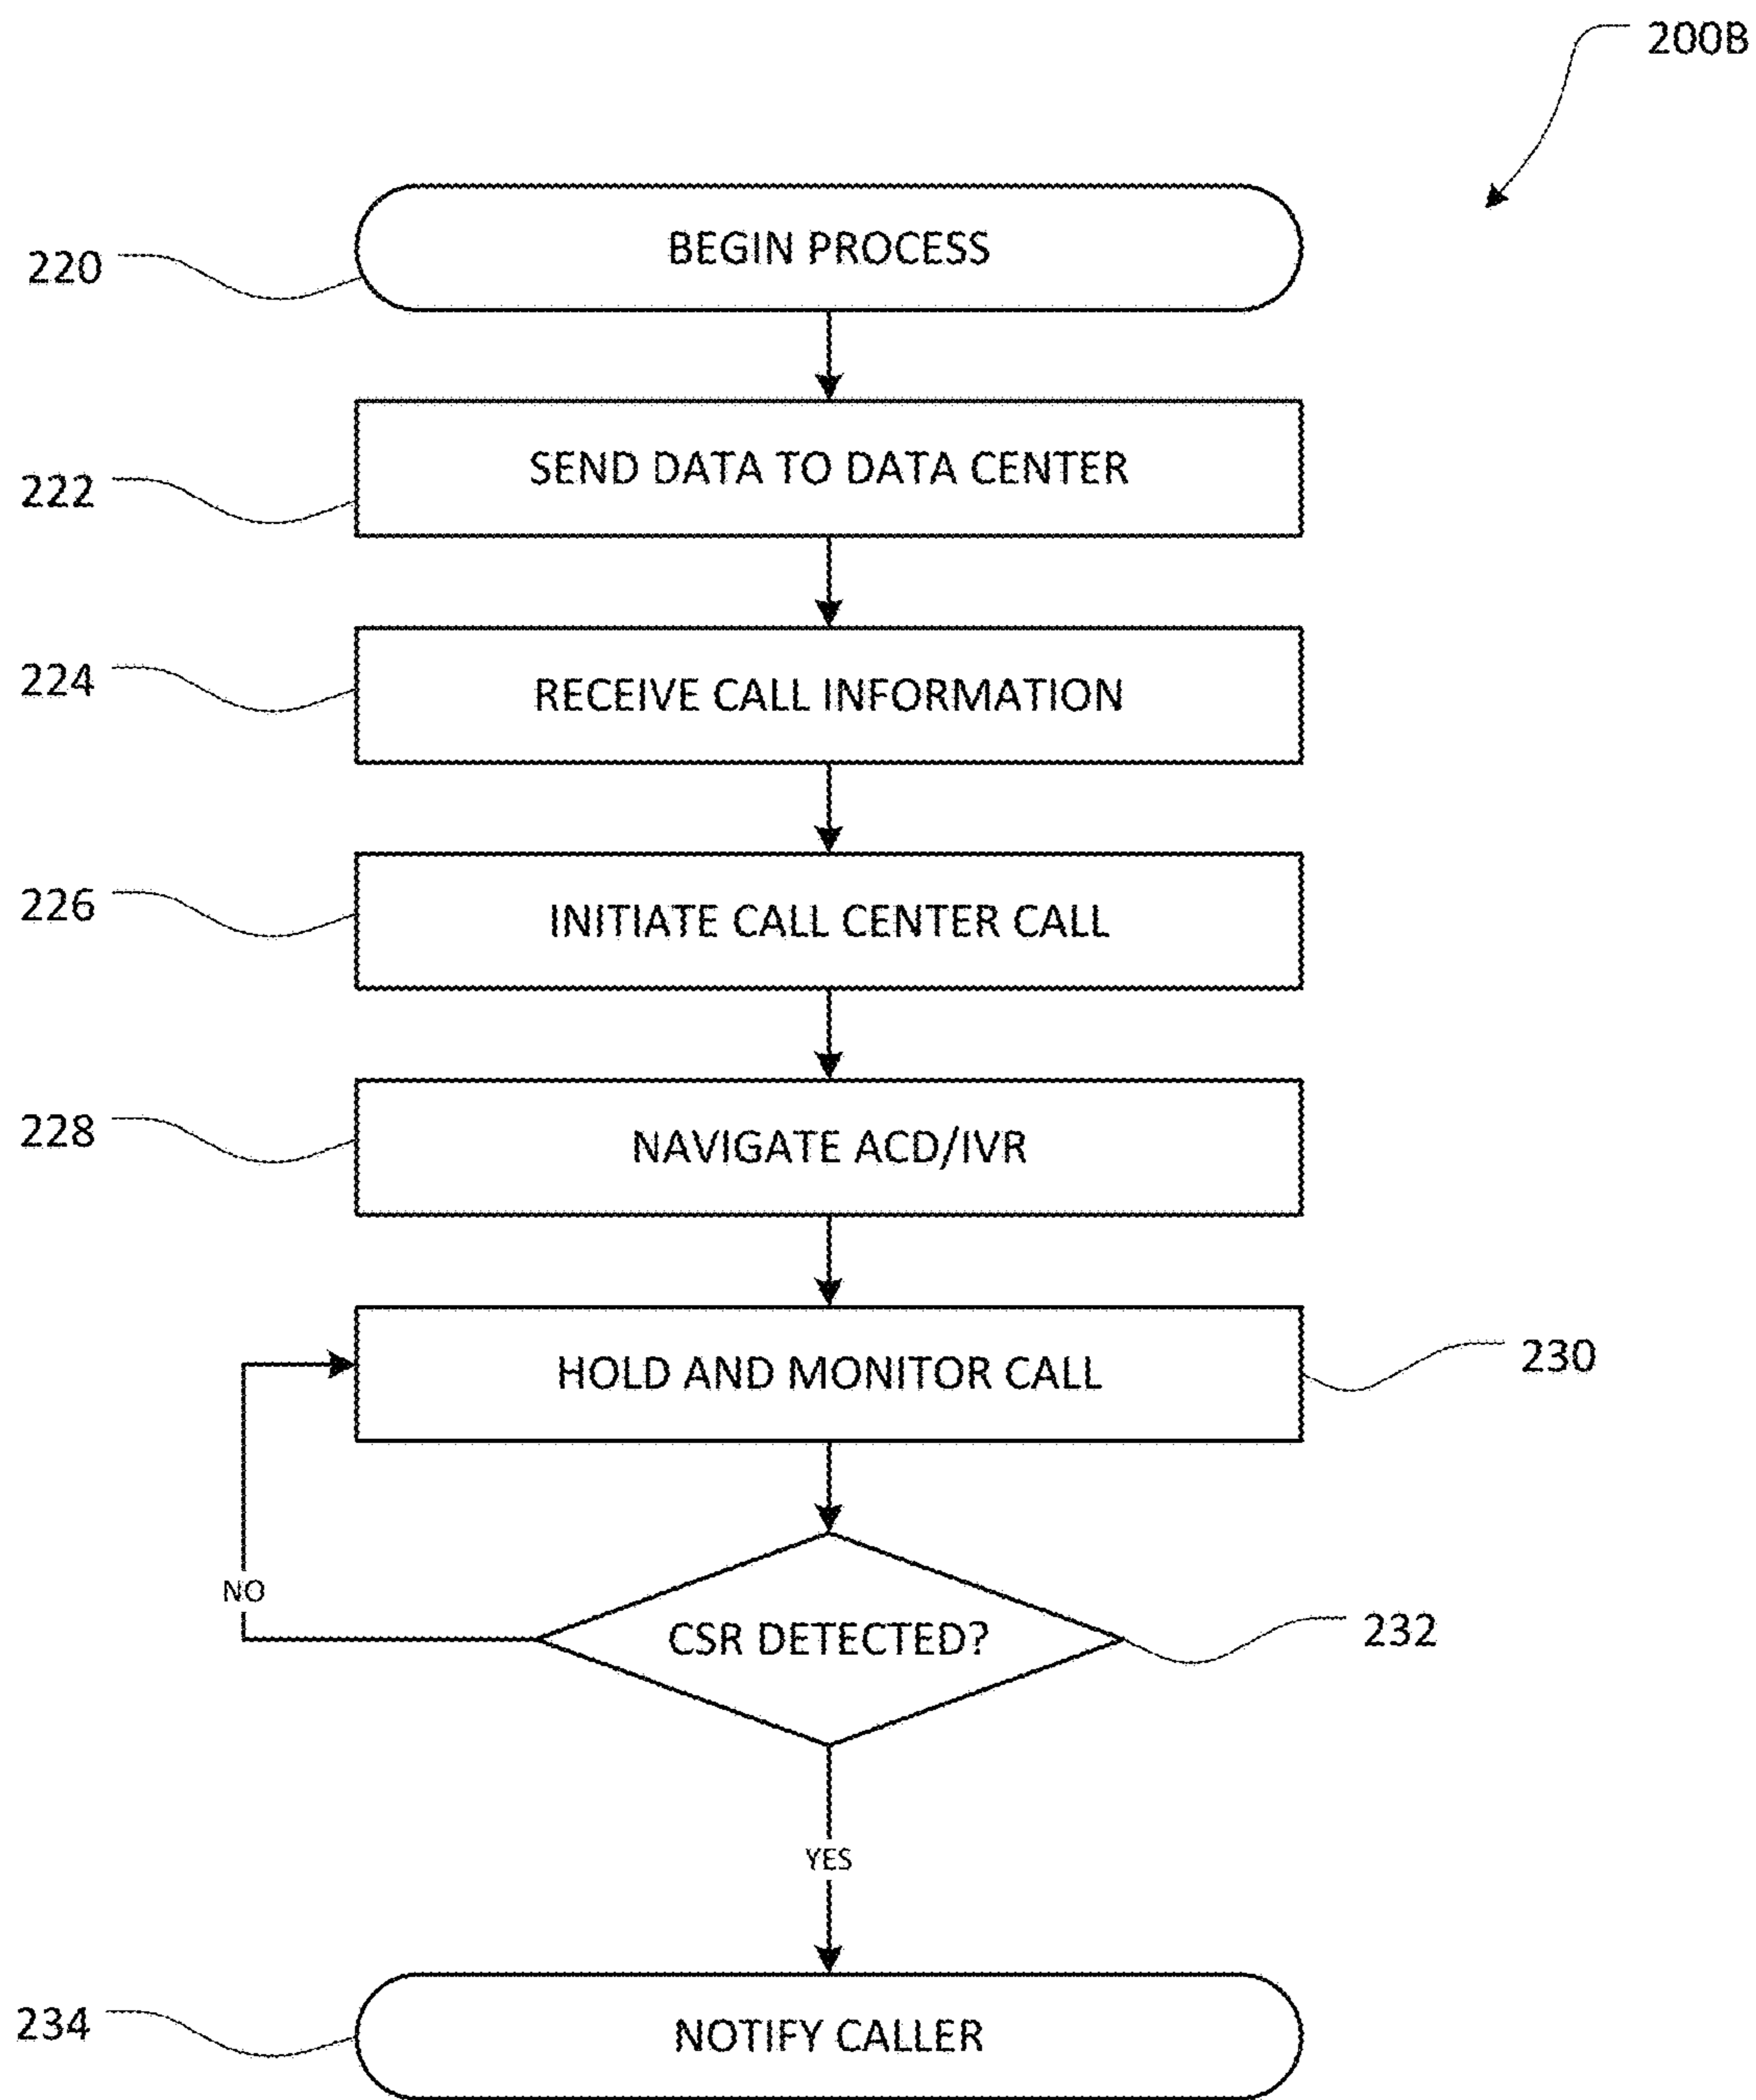 200B
BEGIN PROCESS
220
SEND DATA TO DATA CENTER
222
RECEIVE CALL INFORMATION
224
INITIATE CALL CENTER CALL
226
NAVIGATE ACD/IVR
228
HOLD AND MONITOR CALL
230
NO
CSR DETECTED?
232
YES
NOTIFY CALLER
234